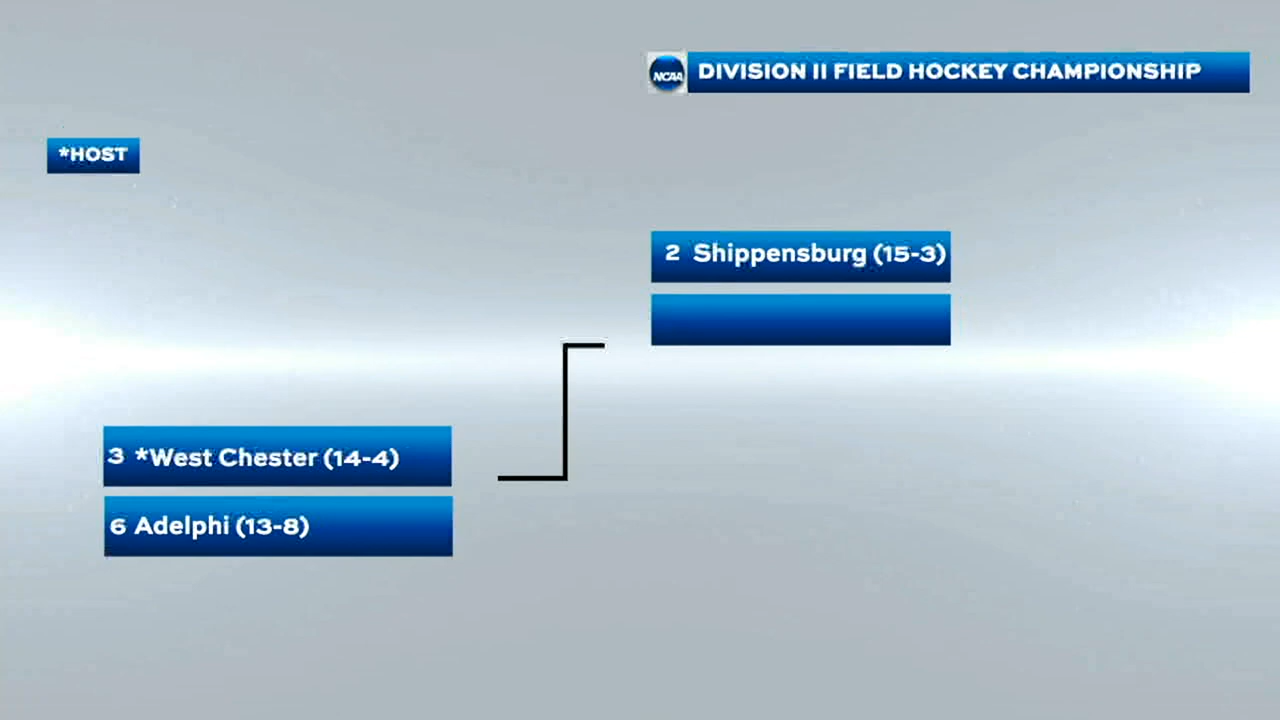 NCAA DIVISION II FIELD HOCKEY CHAMPIONSHIP
*HOST
2 Shippensburg (15-3)
3 *West Chester (14-4)
6 Adelphi (13-8)